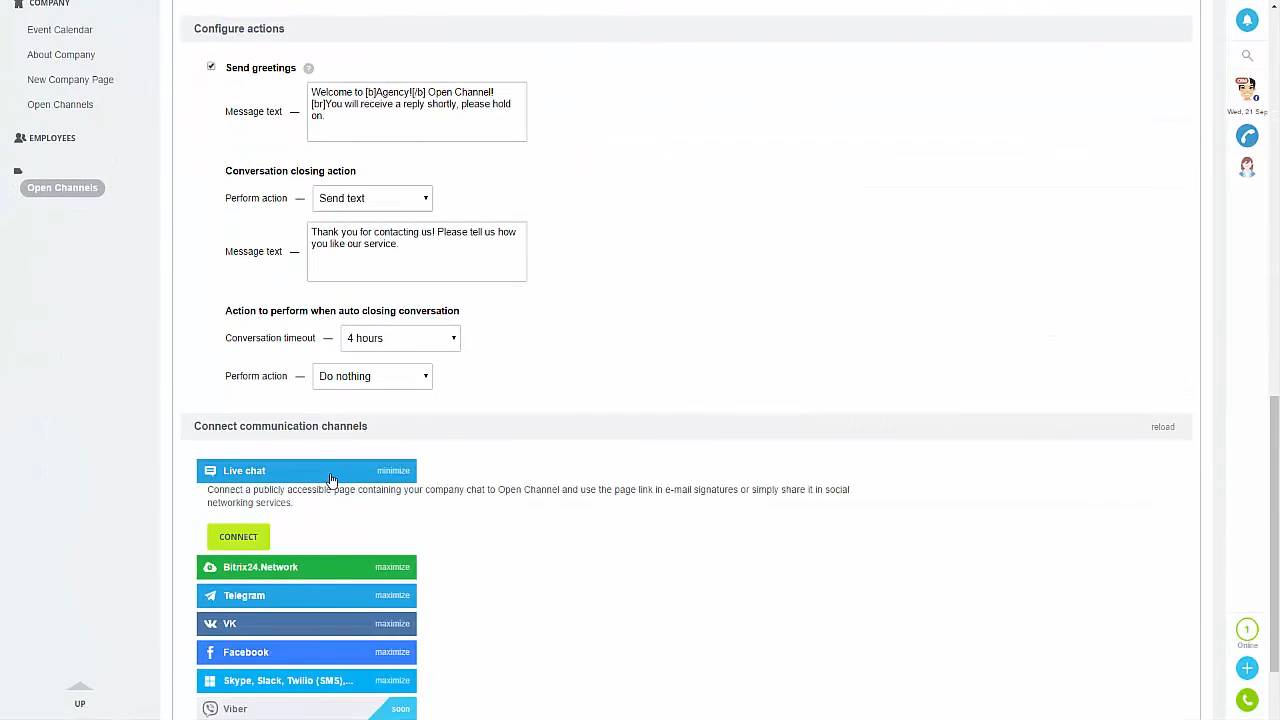 COMPANY
Event Calendar
About Company
New Company Page
Open Channels
EMPLOYEES
Open Channels
UP
Configure actions
Send greetings ?
Message text —
Welcome to [b]Agency![/b] Open Channel!
[br]You will receive a reply shortly, please hold
on.
Conversation closing action
Perform action — Send text
Message text —
Thank you for contacting us! Please tell us how
you like our service.
Action to perform when auto closing conversation
Conversation timeout — 4 hours
Perform action — Do nothing
Connect communication channels reload
Live chat minimize
Connect a publicly accessible page containing your company chat to Open Channel and use the page link in e-mail signatures or simply share it in social
networking services.
CONNECT
Bitrix24.Network maximize
Telegram maximize
VK maximize
Facebook maximize
Skype, Slack, Twilio (SMS),... maximize
Viber soon
Wed, 21 Sep
1
Online